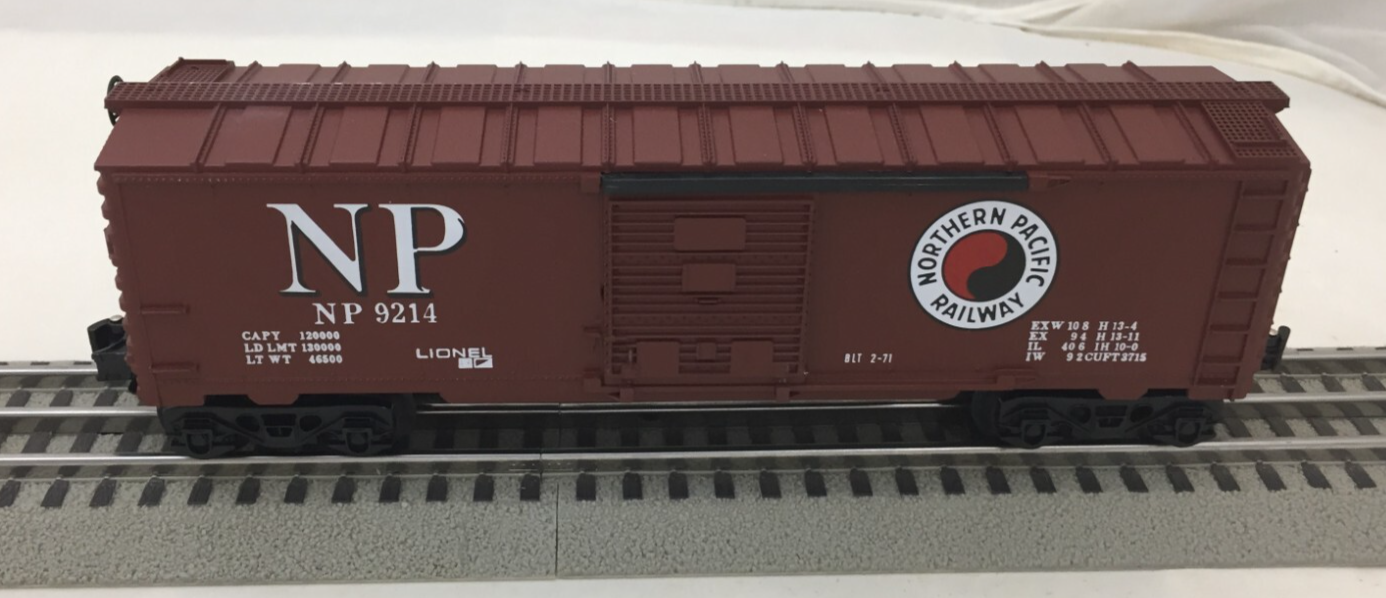 NP
NP 9214
CAPY 120000
LD LMT 130000
LT WT 46500
LIONEL
BLT 2-71
NORTHERN PACIFIC
RAILWAY
EXW 10 8 H 13-4
EX 9 4 H 13-11
IL 40 6 IH 10-0
IW 9 2 CUFT 3715